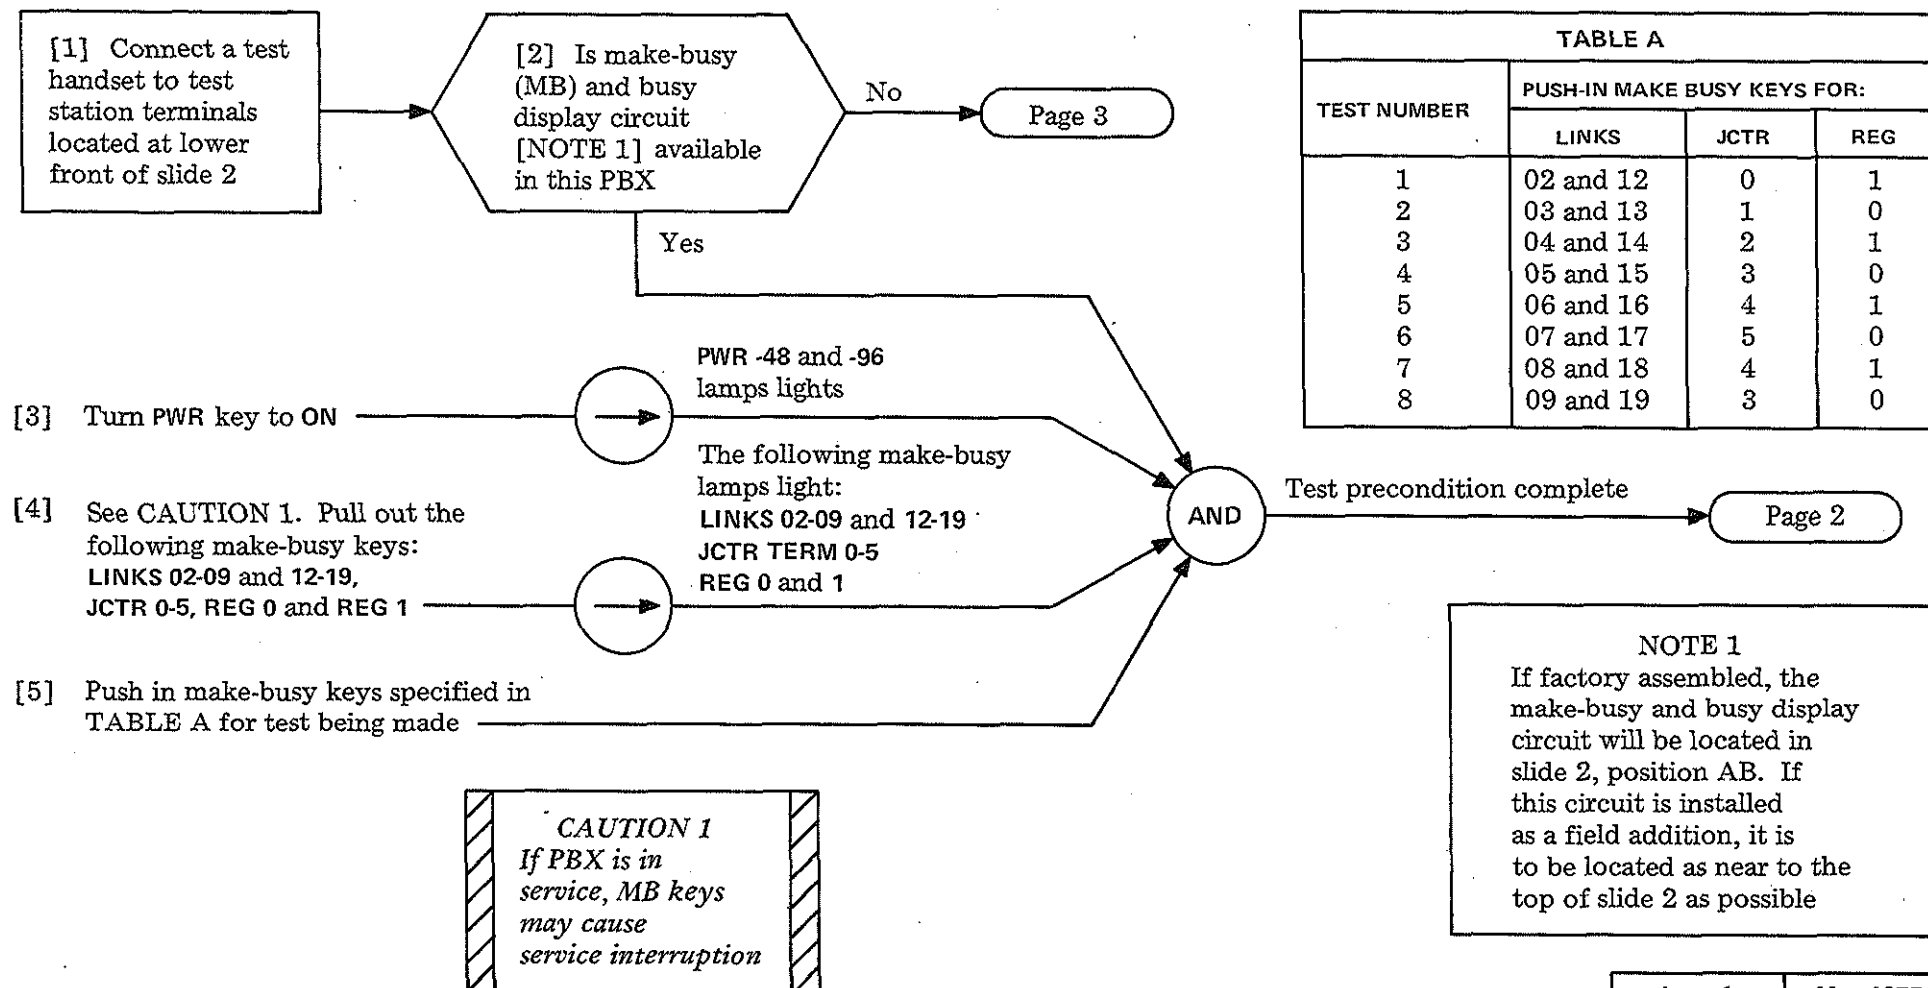 [1] Connect a test
handset to test
station terminals
located at lower
front of slide 2
[2] Is make-busy
(MB) and busy
display circuit
[NOTE 1] available
in this PBX
No
Page 3
Yes
TABLE A
TEST NUMBER
PUSH-IN MAKE BUSY KEYS FOR:
LINKS JCTR REG
1 02 and 12 0 1
2 03 and 13 1 0
3 04 and 14 2 1
4 05 and 15 3 0
5 06 and 16 4 1
6 07 and 17 5 0
7 08 and 18 4 1
8 09 and 19 3 0
[3] Turn PWR key to ON
PWR -48 and -96
lamps lights
[4] See CAUTION 1. Pull out the
following make-busy keys:
LINKS 02-09 and 12-19,
JCTR 0-5, REG 0 and REG 1
The following make-busy
lamps light:
LINKS 02-09 and 12-19
JCTR TERM 0-5
REG 0 and 1
[5] Push in make-busy keys specified in
TABLE A for test being made
AND
Test precondition complete
Page 2
CAUTION 1
If PBX is in
service, MB keys
may cause
service interruption
NOTE 1
If factory assembled, the
make-busy and busy display
circuit will be located in
slide 2, position AB. If
this circuit is installed
as a field addition, it is
to be located as near to the
top of slide 2 as possible